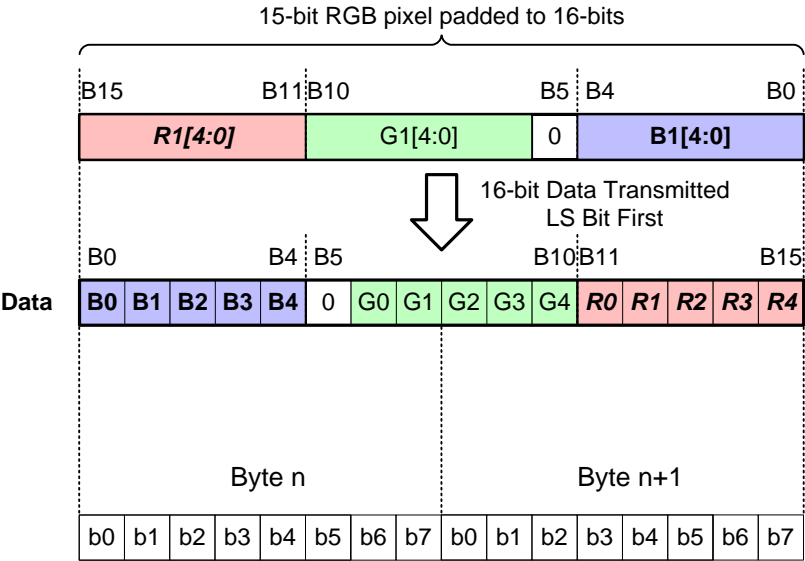 15-bit RGB pixel padded to 16-bits
B15 B11 B10 B5 B4 B0
R1[4:0] G1[4:0] 0 B1[4:0]
16-bit Data Transmitted
LS Bit First
B0 B4 B5 B10 B11 B15
Data B0 B1 B2 B3 B4 0 G0 G1 G2 G3 G4 R0 R1 R2 R3 R4
Byte n Byte n+1
b0 b1 b2 b3 b4 b5 b6 b7 b0 b1 b2 b3 b4 b5 b6 b7